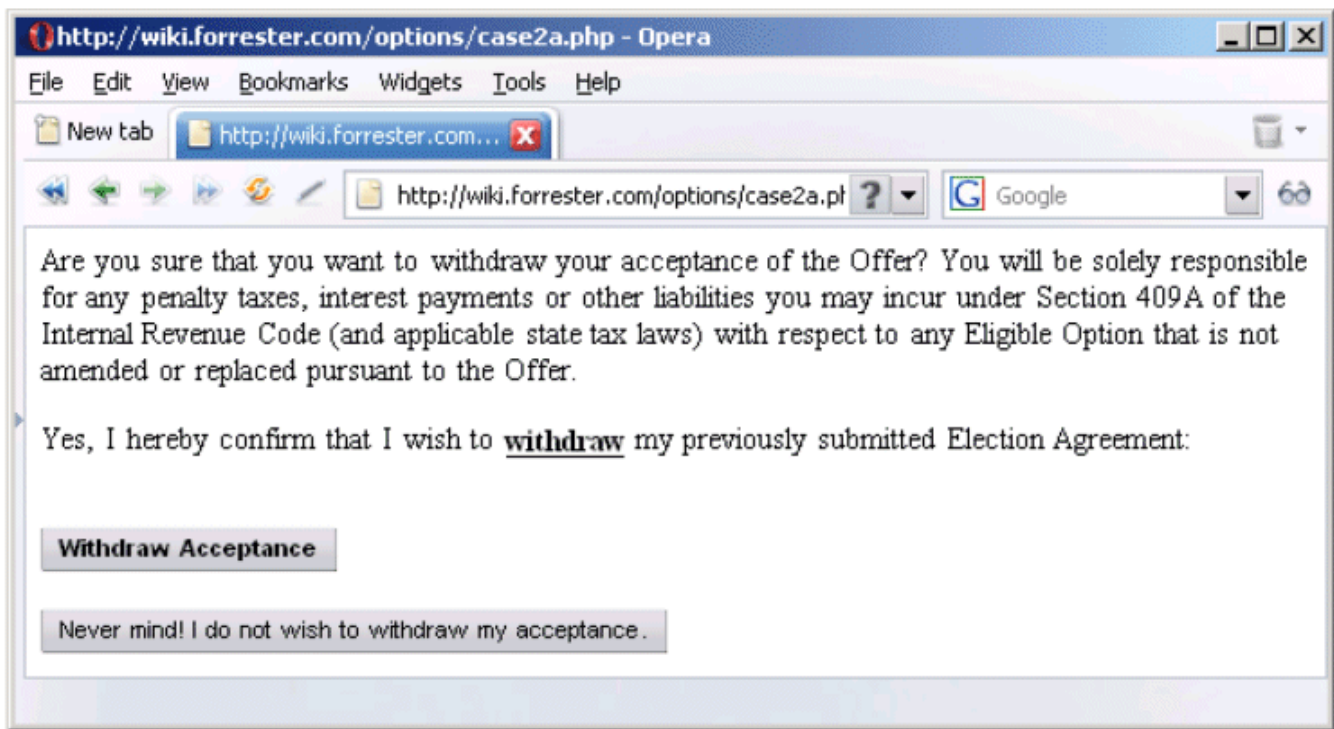 http://wiki.forrester.com/options/case2a.php - Opera
File Edit View Bookmarks Widgets Tools Help
New tab http://wiki.forrester.com...
http://wiki.forrester.com/options/case2a.ph ? G Google
Are you sure that you want to withdraw your acceptance of the Offer? You will be solely responsible
for any penalty taxes, interest payments or other liabilities you may incur under Section 409A of the
Internal Revenue Code (and applicable state tax laws) with respect to any Eligible Option that is not
amended or replaced pursuant to the Offer.
Yes, I hereby confirm that I wish to withdraw my previously submitted Election Agreement:
Withdraw Acceptance
Never mind! I do not wish to withdraw my acceptance.